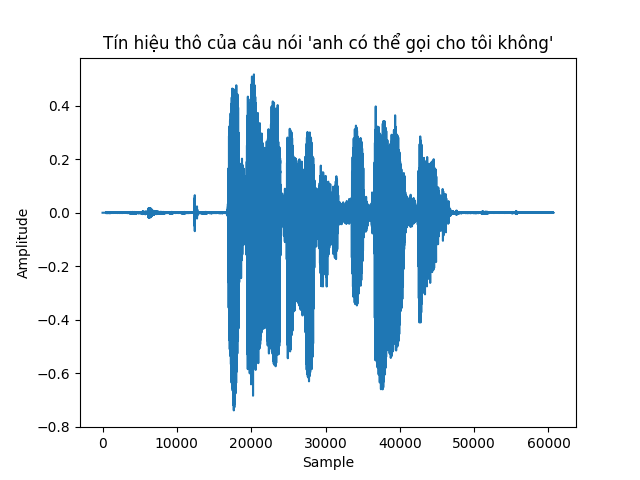 Tín hiệu thô của câu nói 'anh có thể gọi cho tôi không'
0.4
0.2
0.0
−0.2
−0.4
−0.6
−0.8
Amplitude
0 10000 20000 30000 40000 50000 60000
Sample